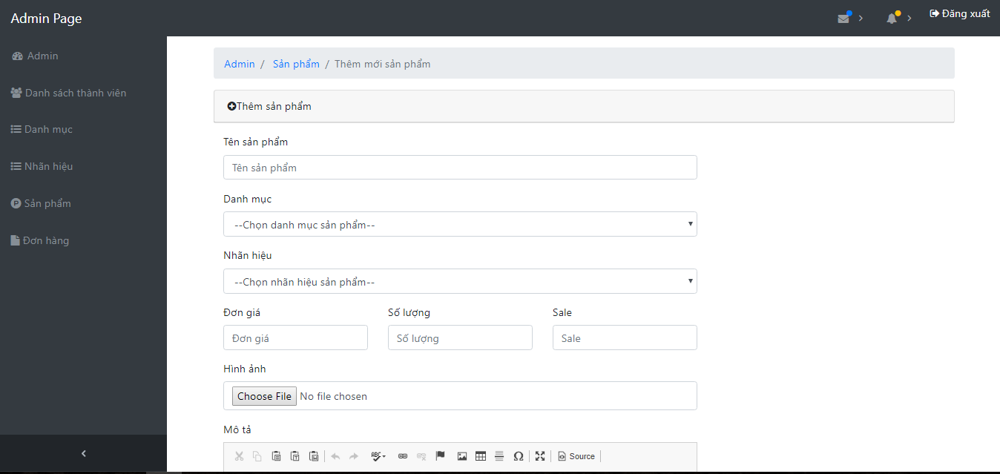 Admin Page
Đăng xuất
Admin
Danh sách thành viên
Danh mục
Nhãn hiệu
Sản phẩm
Đơn hàng
Admin / Sản phẩm / Thêm mới sản phẩm
Thêm sản phẩm
Tên sản phẩm
Tên sản phẩm
Danh mục
--Chọn danh mục sản phẩm--
Nhãn hiệu
--Chọn nhãn hiệu sản phẩm--
Đơn giá Số lượng Sale
Đơn giá Số lượng Sale
Hình ảnh
Choose File No file chosen
Mô tả
Source